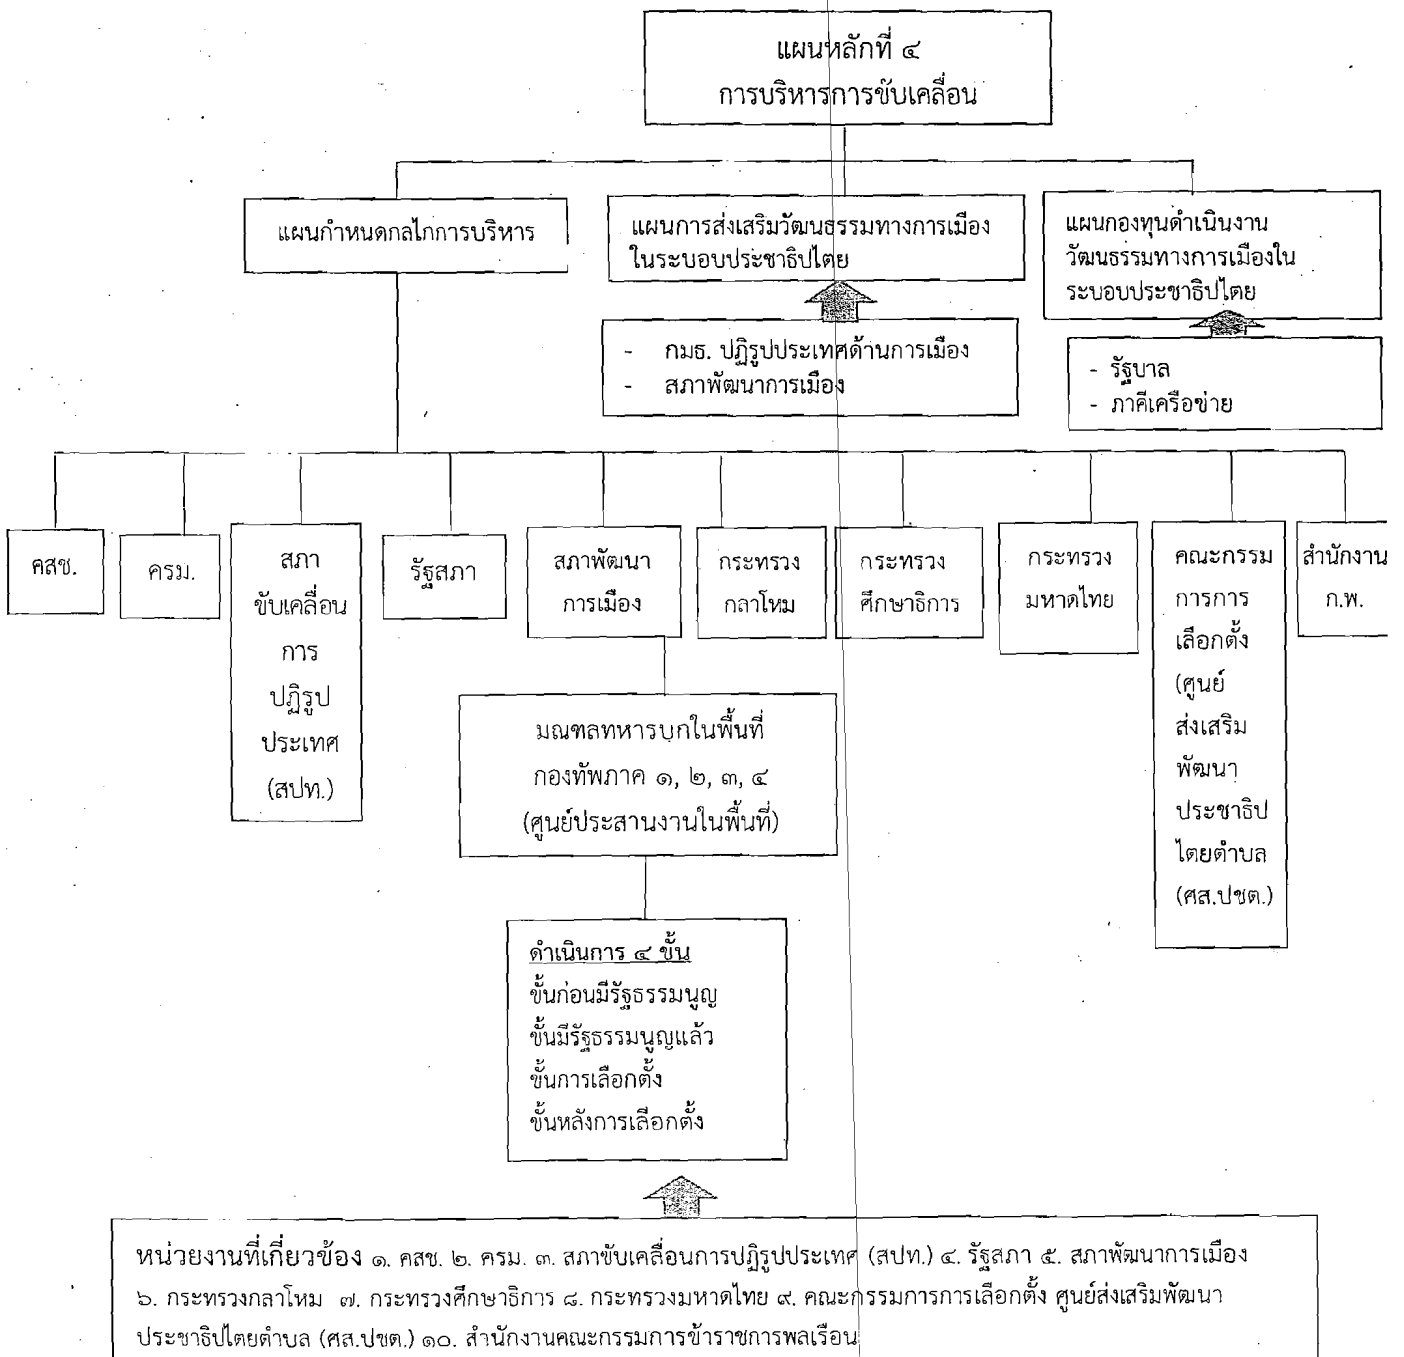 แผนหลักที่ ๔
การบริหารการขับเคลื่อน
แผนกำหนดกลไกการบริหาร
แผนการส่งเสริมวัฒนธรรมทางการเมือง
ในระบอบประชาธิปไตย
แผนกองทุนดำเนินงาน
วัฒนธรรมทางการเมืองใน
ระบอบประชาธิปไตย
- กมธ. ปฏิรูปประเทศด้านการเมือง
- สภาพัฒนาการเมือง
- รัฐบาล
- ภาคีเครือข่าย
คสช.
ครม.
สภา
ขับเคลื่อน
การ
ปฏิรูป
ประเทศ
(สปท.)
รัฐสภา
สภาพัฒนา
การเมือง
กระทรวง
กลาโหม
กระทรวง
ศึกษาธิการ
กระทรวง
มหาดไทย
คณะกรรม
การการ
เลือกตั้ง
(ศูนย์
ส่งเสริม
พัฒนา
ประชาธิป
ไตยตำบล
(ศส.ปชต.)
สำนักงาน
ก.พ.
มณฑลทหารบกในพื้นที่
กองทัพภาค ๑, ๒, ๓, ๔
(ศูนย์ประสานงานในพื้นที่)
ดำเนินการ ๔ ขั้น
ขั้นก่อนมีรัฐธรรมนูญ
ขั้นมีรัฐธรรมนูญแล้ว
ขั้นการเลือกตั้ง
ขั้นหลังการเลือกตั้ง
หน่วยงานที่เกี่ยวข้อง ๑. คสช. ๒. ครม. ๓. สภาขับเคลื่อนการปฏิรูปประเทศ (สปท.) ๔. รัฐสภา ๕. สภาพัฒนาการเมือง
๖. กระทรวงกลาโหม ๗. กระทรวงศึกษาธิการ ๘. กระทรวงมหาดไทย ๙. คณะกรรมการการเลือกตั้ง ศูนย์ส่งเสริมพัฒนา
ประชาธิปไตยตำบล (ศส.ปชต.) ๑๐. สำนักงานคณะกรรมการข้าราชการพลเรือน